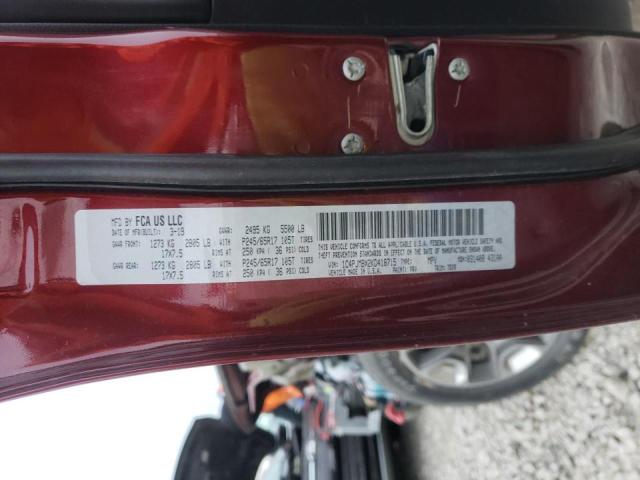 MFD BY FCA US LLC
DATE OF MFR(BUILT): 3-19 GVWR: 2495 KG 5500 LB
GAWR FRONT: 1273 KG 2805 LB WITH P245/65R17 105T TIRES
17X7.5 RIMS AT 250 KPA ( 36 PSI) COLD
GAWR REAR: 1273 KG 2805 LB WITH P245/65R17 105T TIRES
17X7.5 RIMS AT 250 KPA ( 36 PSI) COLD
THIS VEHICLE CONFORMS TO ALL APPLICABLE U.S.A. FEDERAL MOTOR VEHICLE SAFETY AND
THEFT PREVENTION STANDARDS IN EFFECT ON THE DATE OF MANUFACTURE SHOWN ABOVE.
VIN: TYPE: MPV
PAINT: TRIM: